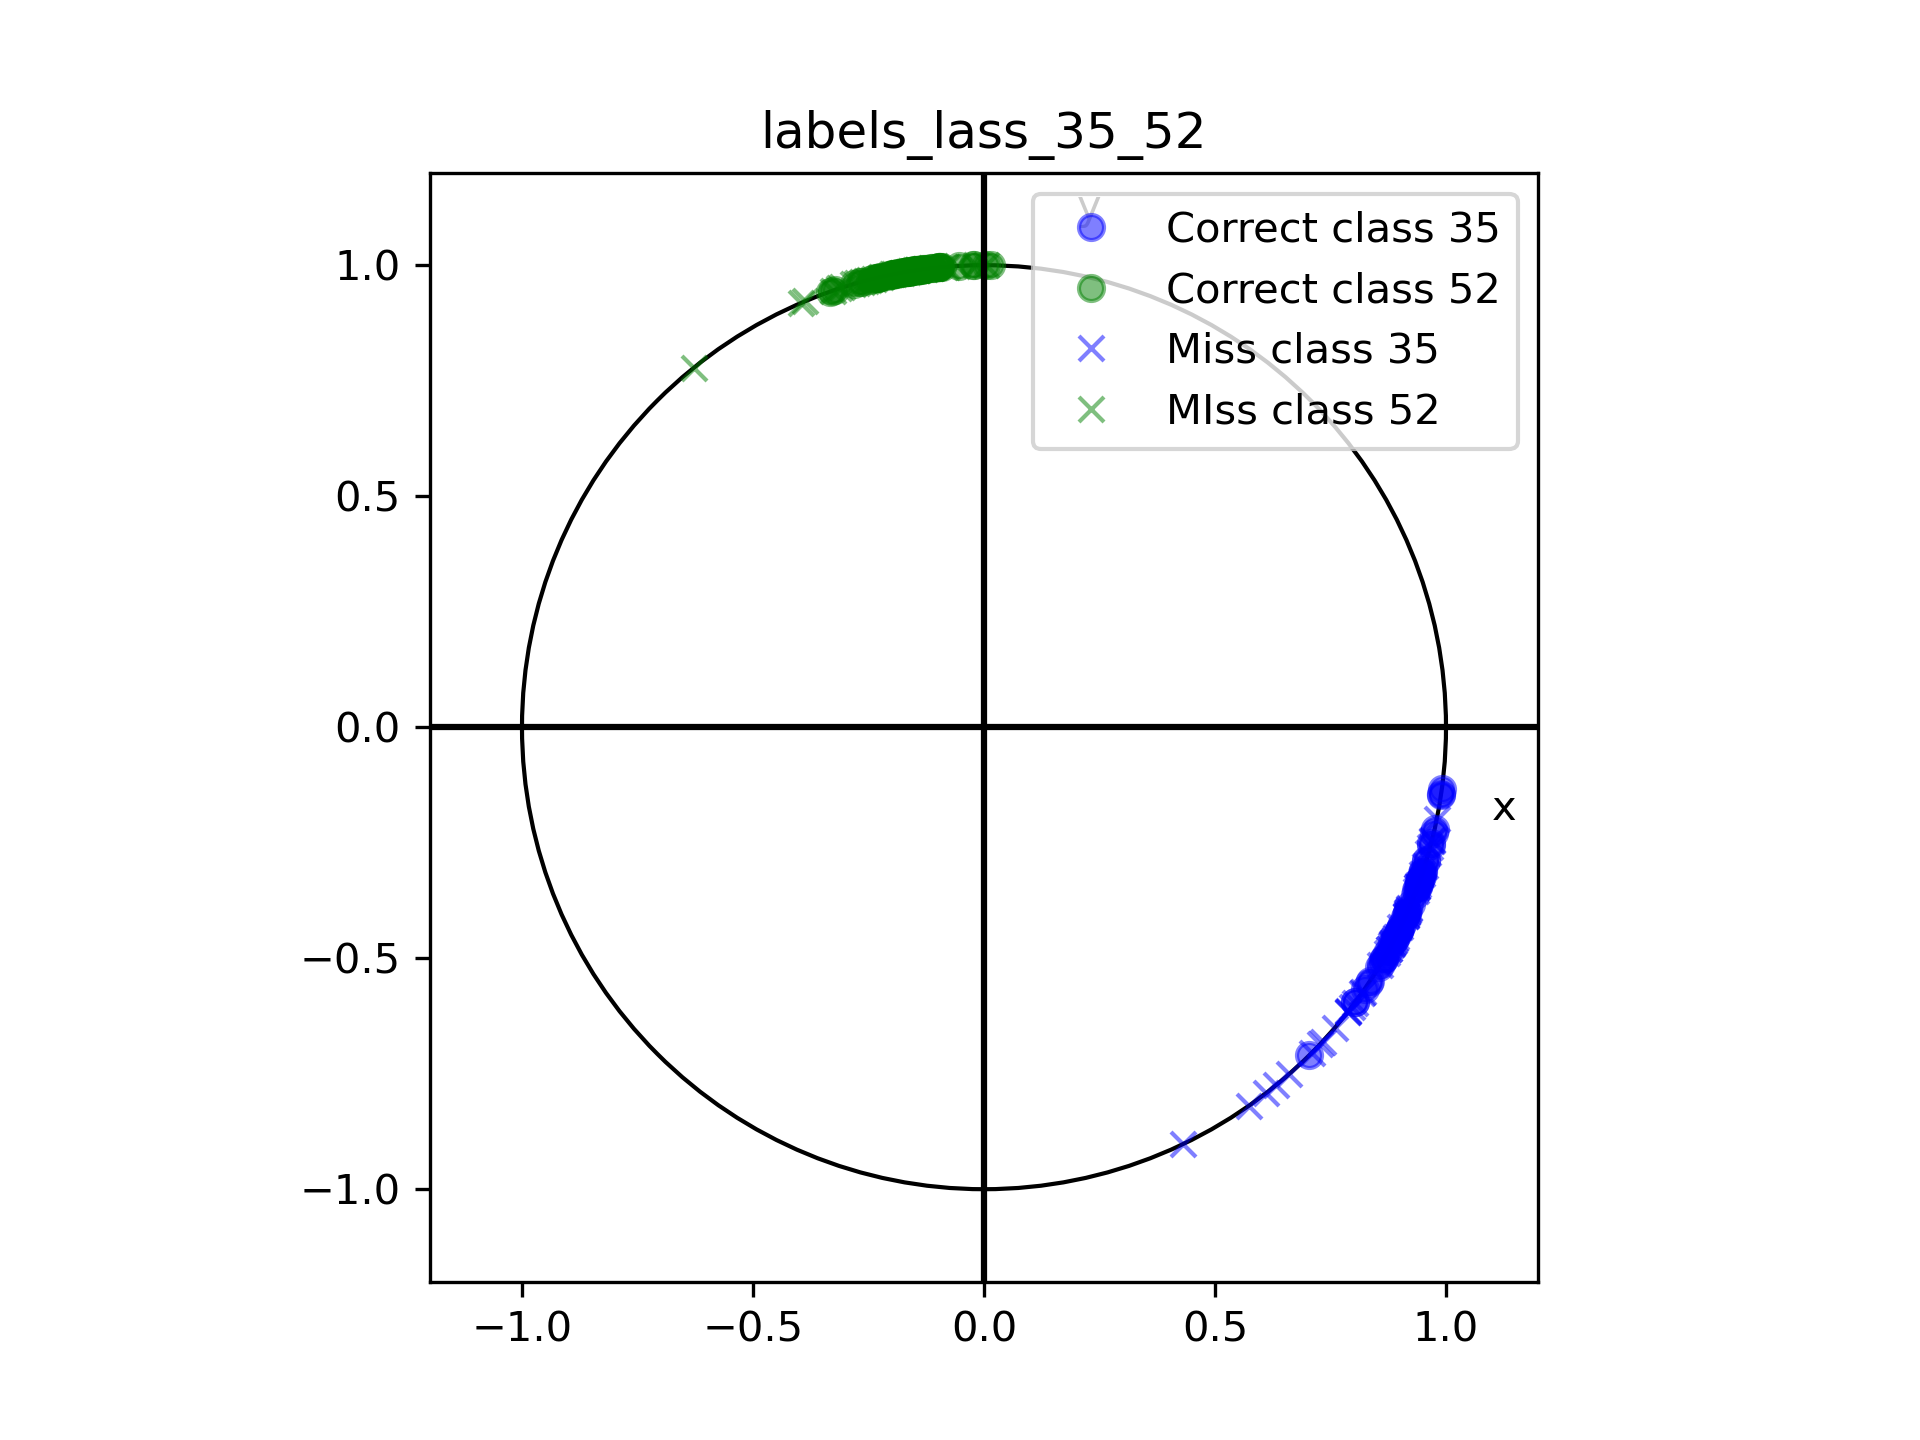 labels_lass_35_52
y
Correct class 35
Correct class 52
Miss class 35
MIss class 52
1.0
0.5
0.0
−0.5
−1.0
x
−1.0 −0.5 0.0 0.5 1.0